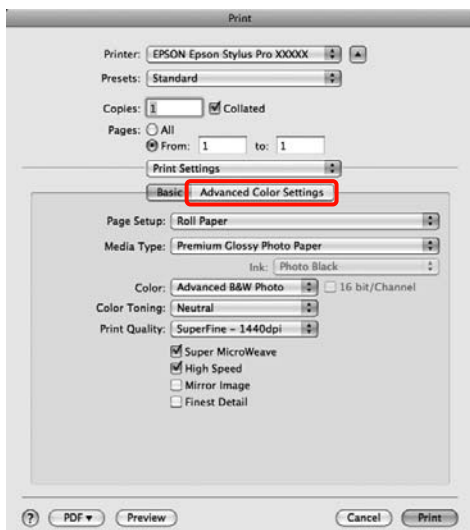 Print
Printer: EPSON Epson Stylus Pro XXXXX
Presets: Standard
Copies: 1 Collated
Pages: All
From: 1 to: 1
Print Settings
Basic Advanced Color Settings
Page Setup: Roll Paper
Media Type: Premium Glossy Photo Paper
Ink: Photo Black
Color: Advanced B&W Photo 16 bit/Channel
Color Toning: Neutral
Print Quality: SuperFine - 1440dpi
Super MicroWeave
High Speed
Mirror Image
Finest Detail
? PDF Preview Cancel Print